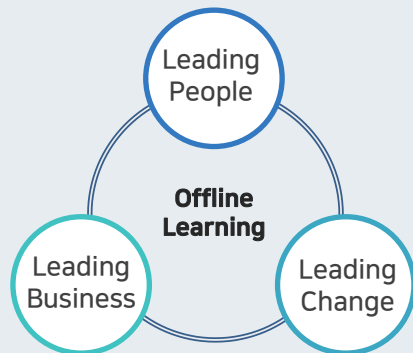 Leading
People
Offline
Learning
Leading
Business
Leading
Change